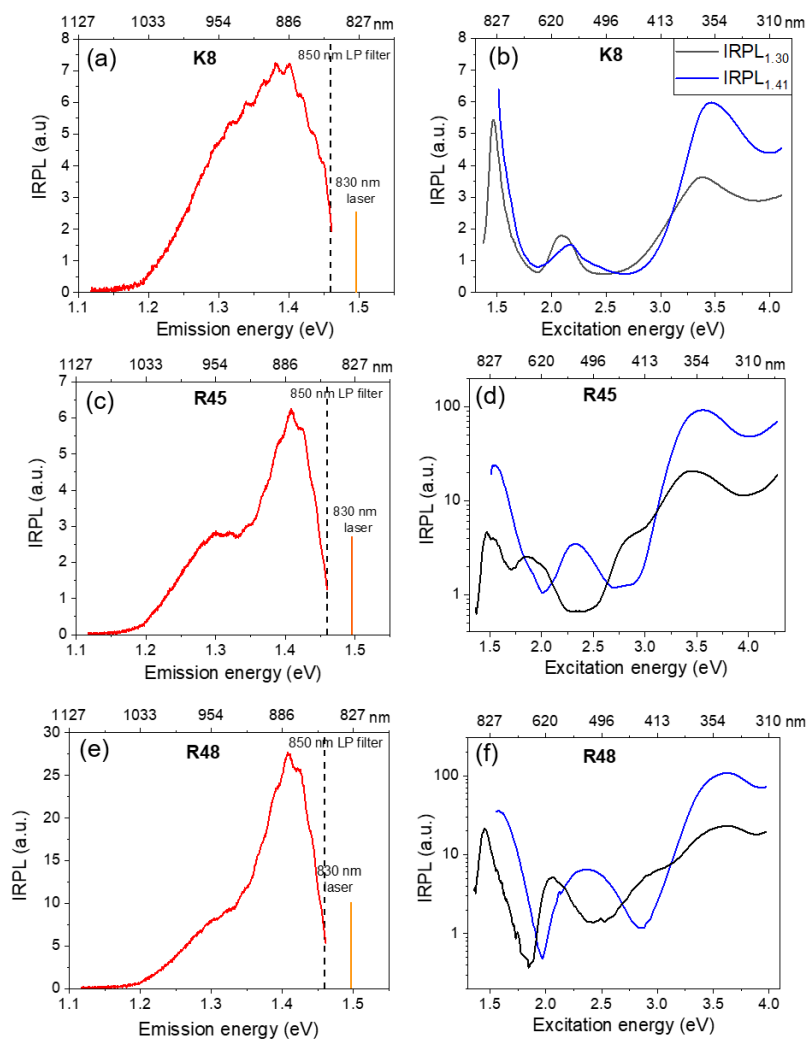 1127 1033 954 886 827 nm
(a) K8 850 nm LP filter
830 nm
laser
IRPL (a.u)
8
7
6
5
4
3
2
1
0
1.1 1.2 1.3 1.4 1.5
Emission energy (eV)
827 620 496 413 354 310 nm
(b) K8
IRPL1.30
IRPL1.41
IRPL (a.u.)
8
7
6
5
4
3
2
1
0
1.5 2.0 2.5 3.0 3.5 4.0
Excitation energy (eV)
1127 1033 954 886 827 nm
(c) R45 850 nm LP filter
830 nm
laser
IRPL (a.u.)
7
6
5
4
3
2
1
0
1.1 1.2 1.3 1.4 1.5
Emission energy (eV)
827 620 496 413 354 310 nm
(d) R45
IRPL (a.u.)
100
10
1
1.5 2.0 2.5 3.0 3.5 4.0
Excitation energy (eV)
1127 1033 954 886 827 nm
(e) R48 850 nm LP filter
830 nm
laser
IRPL (a.u.)
30
25
20
15
10
5
0
1.1 1.2 1.3 1.4 1.5
Emission energy (eV)
827 620 496 413 354 310 nm
(f) R48
IRPL (a.u.)
100
10
1
1.5 2.0 2.5 3.0 3.5 4.0
Excitation energy (eV)